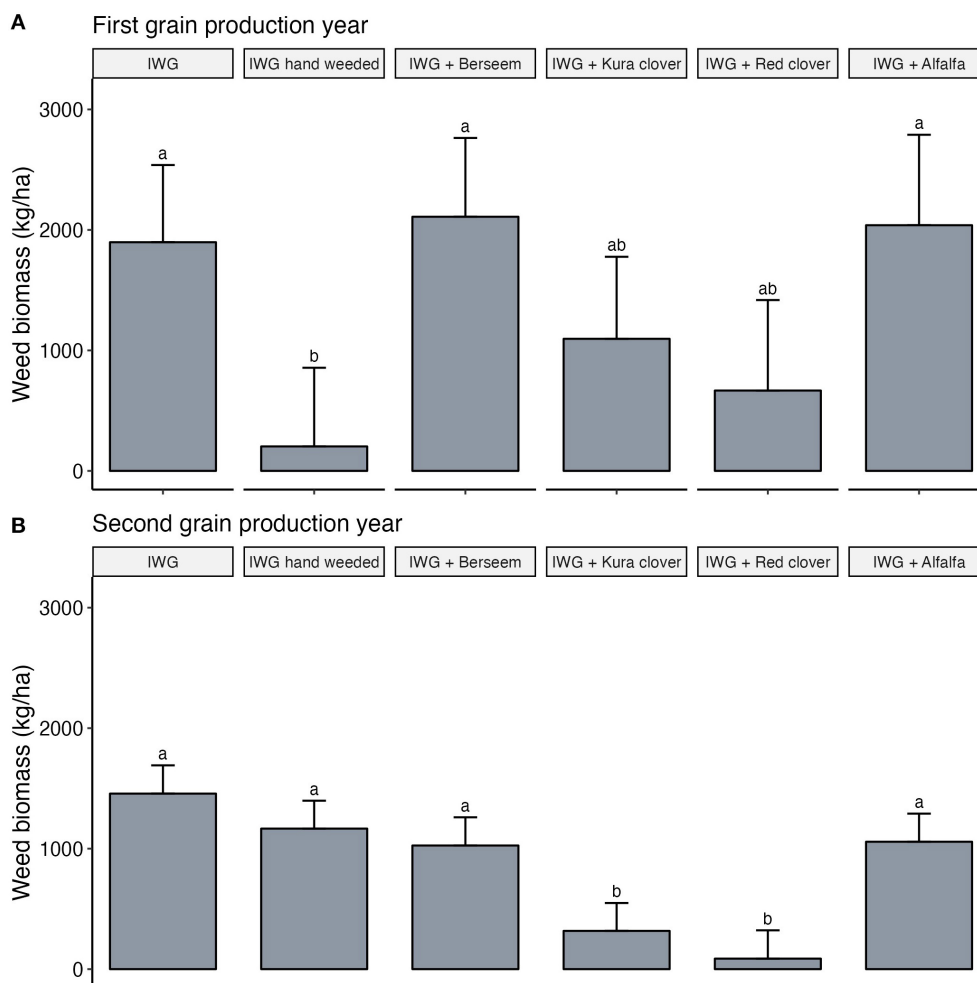 A First grain production year
IWG IWG hand weeded IWG + Berseem IWG + Kura clover IWG + Red clover IWG + Alfalfa
Weed biomass (kg/ha)
3000
2000
1000
0
a b a ab ab a
B Second grain production year
IWG IWG hand weeded IWG + Berseem IWG + Kura clover IWG + Red clover IWG + Alfalfa
Weed biomass (kg/ha)
3000
2000
1000
0
a a a b b a